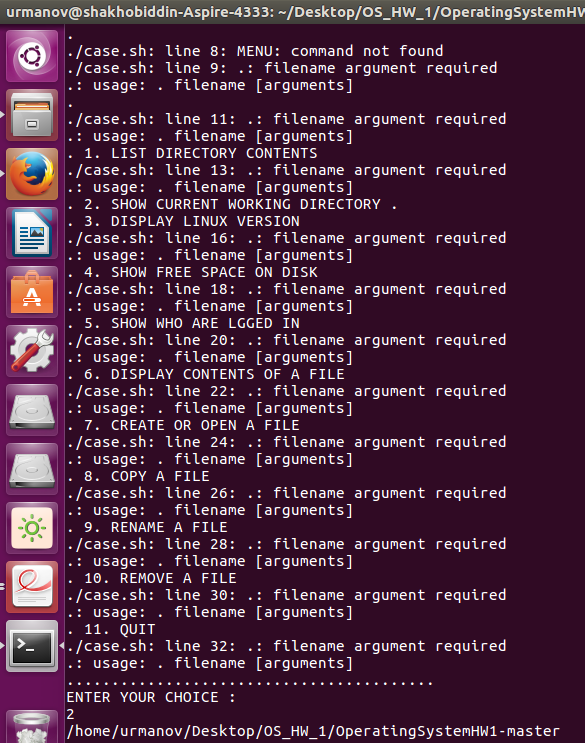 urmanov@shakhobiddin-Aspire-4333: ~/Desktop/OS_HW_1/OperatingSystemHW
.
./case.sh: line 8: MENU: command not found
./case.sh: line 9: .: filename argument required
.: usage: . filename [arguments]
.
./case.sh: line 11: .: filename argument required
.: usage: . filename [arguments]
. 1. LIST DIRECTORY CONTENTS
./case.sh: line 13: .: filename argument required
.: usage: . filename [arguments]
. 2. SHOW CURRENT WORKING DIRECTORY .
. 3. DISPLAY LINUX VERSION
./case.sh: line 16: .: filename argument required
.: usage: . filename [arguments]
. 4. SHOW FREE SPACE ON DISK
./case.sh: line 18: .: filename argument required
.: usage: . filename [arguments]
. 5. SHOW WHO ARE LGGED IN
./case.sh: line 20: .: filename argument required
.: usage: . filename [arguments]
. 6. DISPLAY CONTENTS OF A FILE
./case.sh: line 22: .: filename argument required
.: usage: . filename [arguments]
. 7. CREATE OR OPEN A FILE
./case.sh: line 24: .: filename argument required
.: usage: . filename [arguments]
. 8. COPY A FILE
./case.sh: line 26: .: filename argument required
.: usage: . filename [arguments]
. 9. RENAME A FILE
./case.sh: line 28: .: filename argument required
.: usage: . filename [arguments]
. 10. REMOVE A FILE
./case.sh: line 30: .: filename argument required
.: usage: . filename [arguments]
. 11. QUIT
./case.sh: line 32: .: filename argument required
.: usage: . filename [arguments]
.........................................
ENTER YOUR CHOICE :
2
/home/urmanov/Desktop/OS_HW_1/OperatingSystemHW1-master